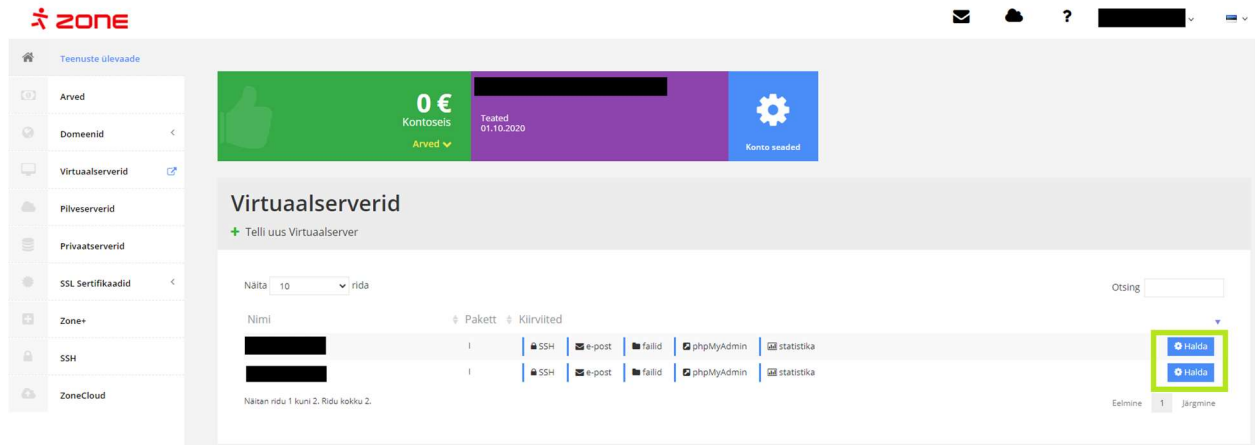 zone
?
Teenuste ülevaade
Arved
Domeenid
Virtuaalserverid
Pilveserverid
Privaatserverid
SSL Sertifikaadid
Zone+
SSH
ZoneCloud
0 €
Kontoseis
Arved
Teated
01.10.2020
Konto seaded
Virtuaalserverid
+ Telli uus Virtuaalserver
Näita 10 rida
Otsing
Nimi Pakett Kiirviited
I SSH e-post failid phpMyAdmin statistika Halda
I SSH e-post failid phpMyAdmin statistika Halda
Näitan ridu 1 kuni 2. Ridu kokku 2.
Eelmine 1 Järgmine